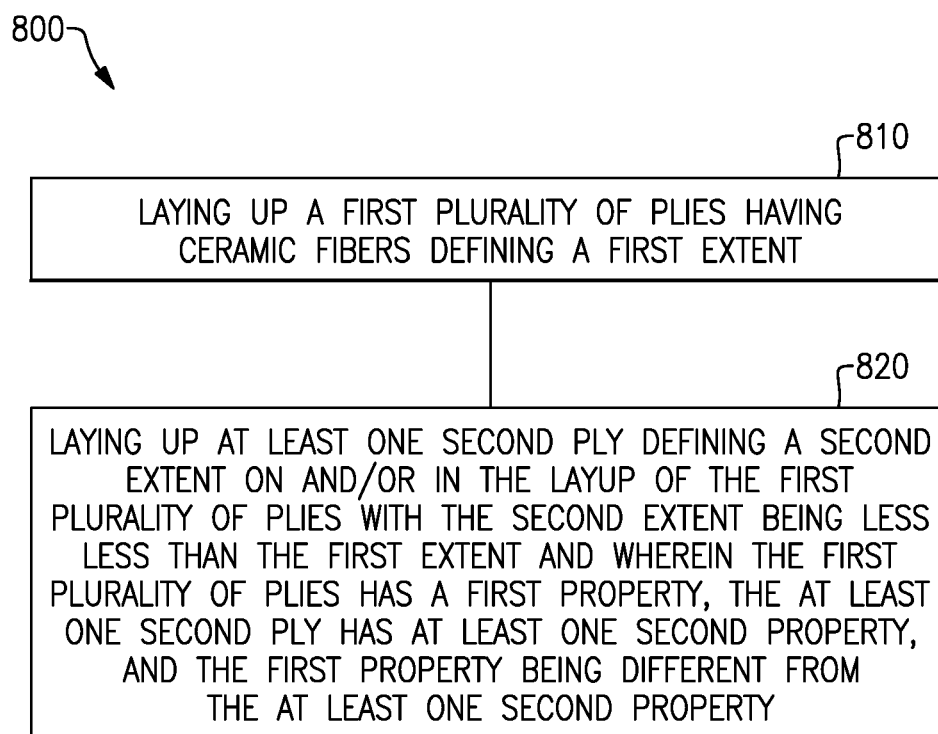 800
810
LAYING UP A FIRST PLURALITY OF PLIES HAVING
CERAMIC FIBERS DEFINING A FIRST EXTENT
820
LAYING UP AT LEAST ONE SECOND PLY DEFINING A SECOND
EXTENT ON AND/OR IN THE LAYUP OF THE FIRST
PLURALITY OF PLIES WITH THE SECOND EXTENT BEING LESS
LESS THAN THE FIRST EXTENT AND WHEREIN THE FIRST
PLURALITY OF PLIES HAS A FIRST PROPERTY, THE AT LEAST
ONE SECOND PLY HAS AT LEAST ONE SECOND PROPERTY,
AND THE FIRST PROPERTY BEING DIFFERENT FROM
THE AT LEAST ONE SECOND PROPERTY